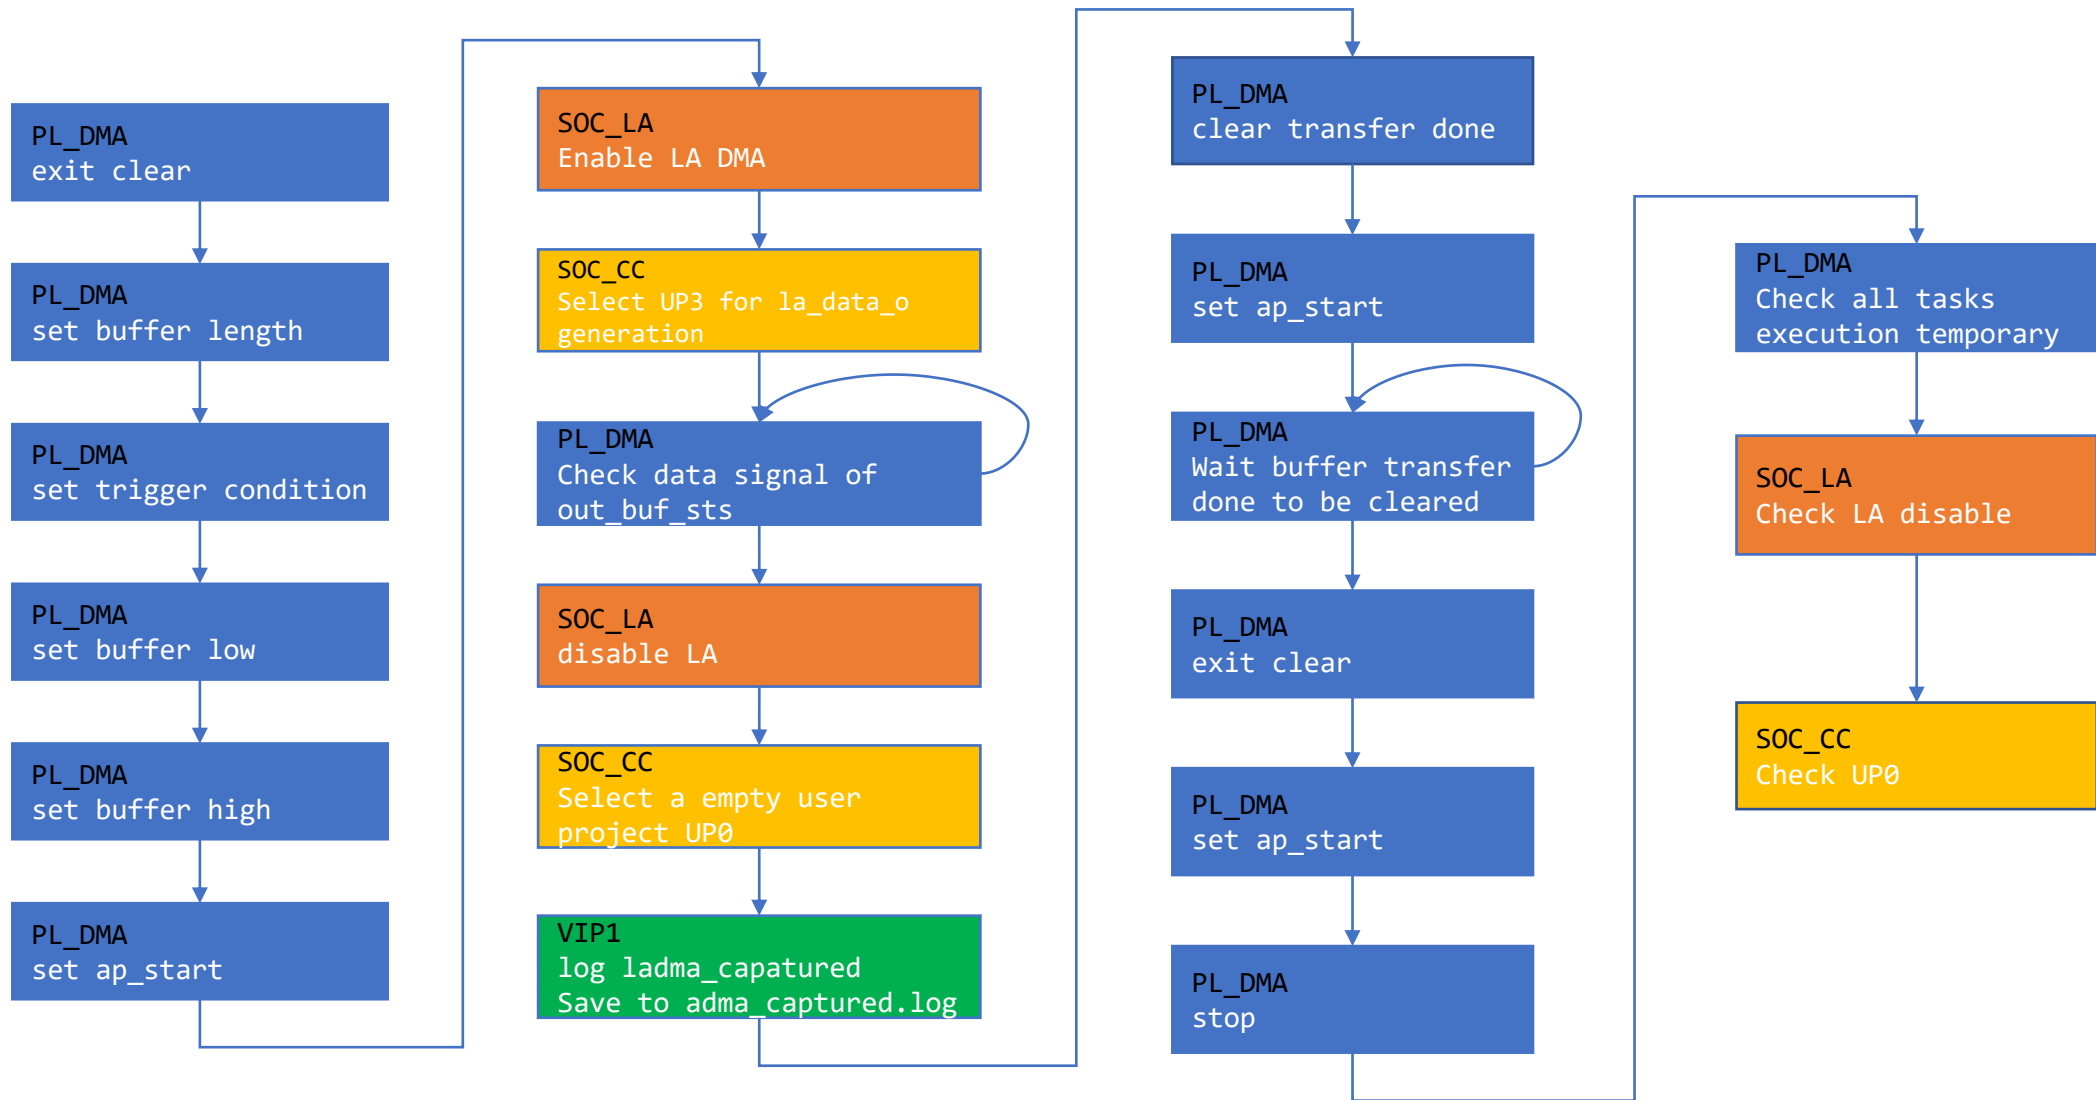 PL_DMA
exit clear
PL_DMA
set buffer length
PL_DMA
set trigger condition
PL_DMA
set buffer low
PL_DMA
set buffer high
PL_DMA
set ap_start
SOC_LA
Enable LA DMA
SOC_CC
Select UP3 for la_data_o
generation
PL_DMA
Check data signal of
out_buf_sts
SOC_LA
disable LA
SOC_CC
Select a empty user
project UP0
VIP1
log ladma_capatured
Save to adma_captured.log
PL_DMA
clear transfer done
PL_DMA
set ap_start
PL_DMA
Wait buffer transfer
done to be cleared
PL_DMA
exit clear
PL_DMA
set ap_start
PL_DMA
stop
PL_DMA
Check all tasks
execution temporary
SOC_LA
Check LA disable
SOC_CC
Check UP0